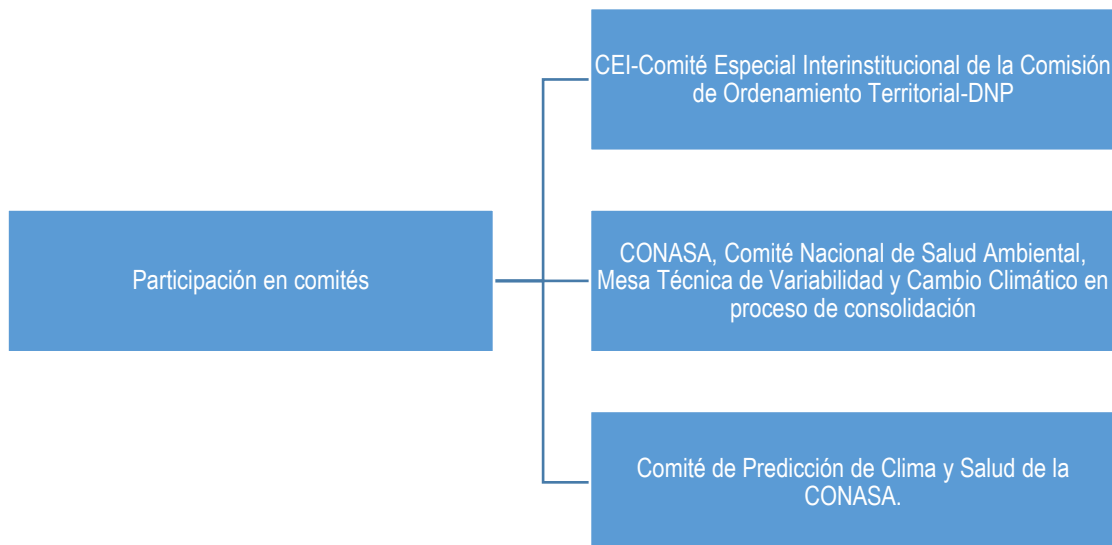 CEI-Comité Especial Interinstitucional de la Comisión
de Ordenamiento Territorial-DNP
Participación en comités
CONASA, Comité Nacional de Salud Ambiental,
Mesa Técnica de Variabilidad y Cambio Climático en
proceso de consolidación
Comité de Predicción de Clima y Salud de la
CONASA.